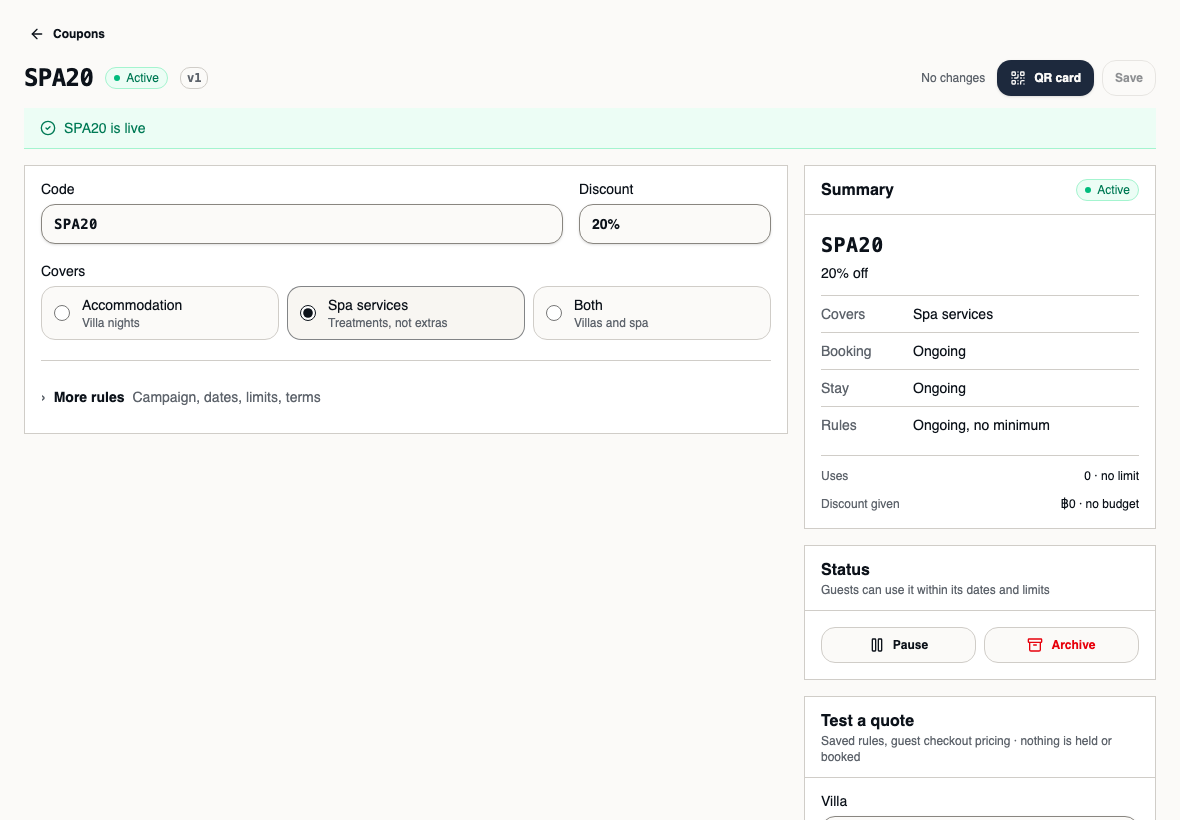 Coupons
SPA20 Active v1
No changes QR card Save
SPA20 is live
Code
SPA20
Discount
20%
Covers
Accommodation
Villa nights
Spa services
Treatments, not extras
Both
Villas and spa
› More rules Campaign, dates, limits, terms
Summary Active
SPA20
20% off
Covers Spa services
Booking Ongoing
Stay Ongoing
Rules Ongoing, no minimum
Uses 0 · no limit
Discount given ฿0 · no budget
Status
Guests can use it within its dates and limits
Pause Archive
Test a quote
Saved rules, guest checkout pricing · nothing is held or
booked
Villa